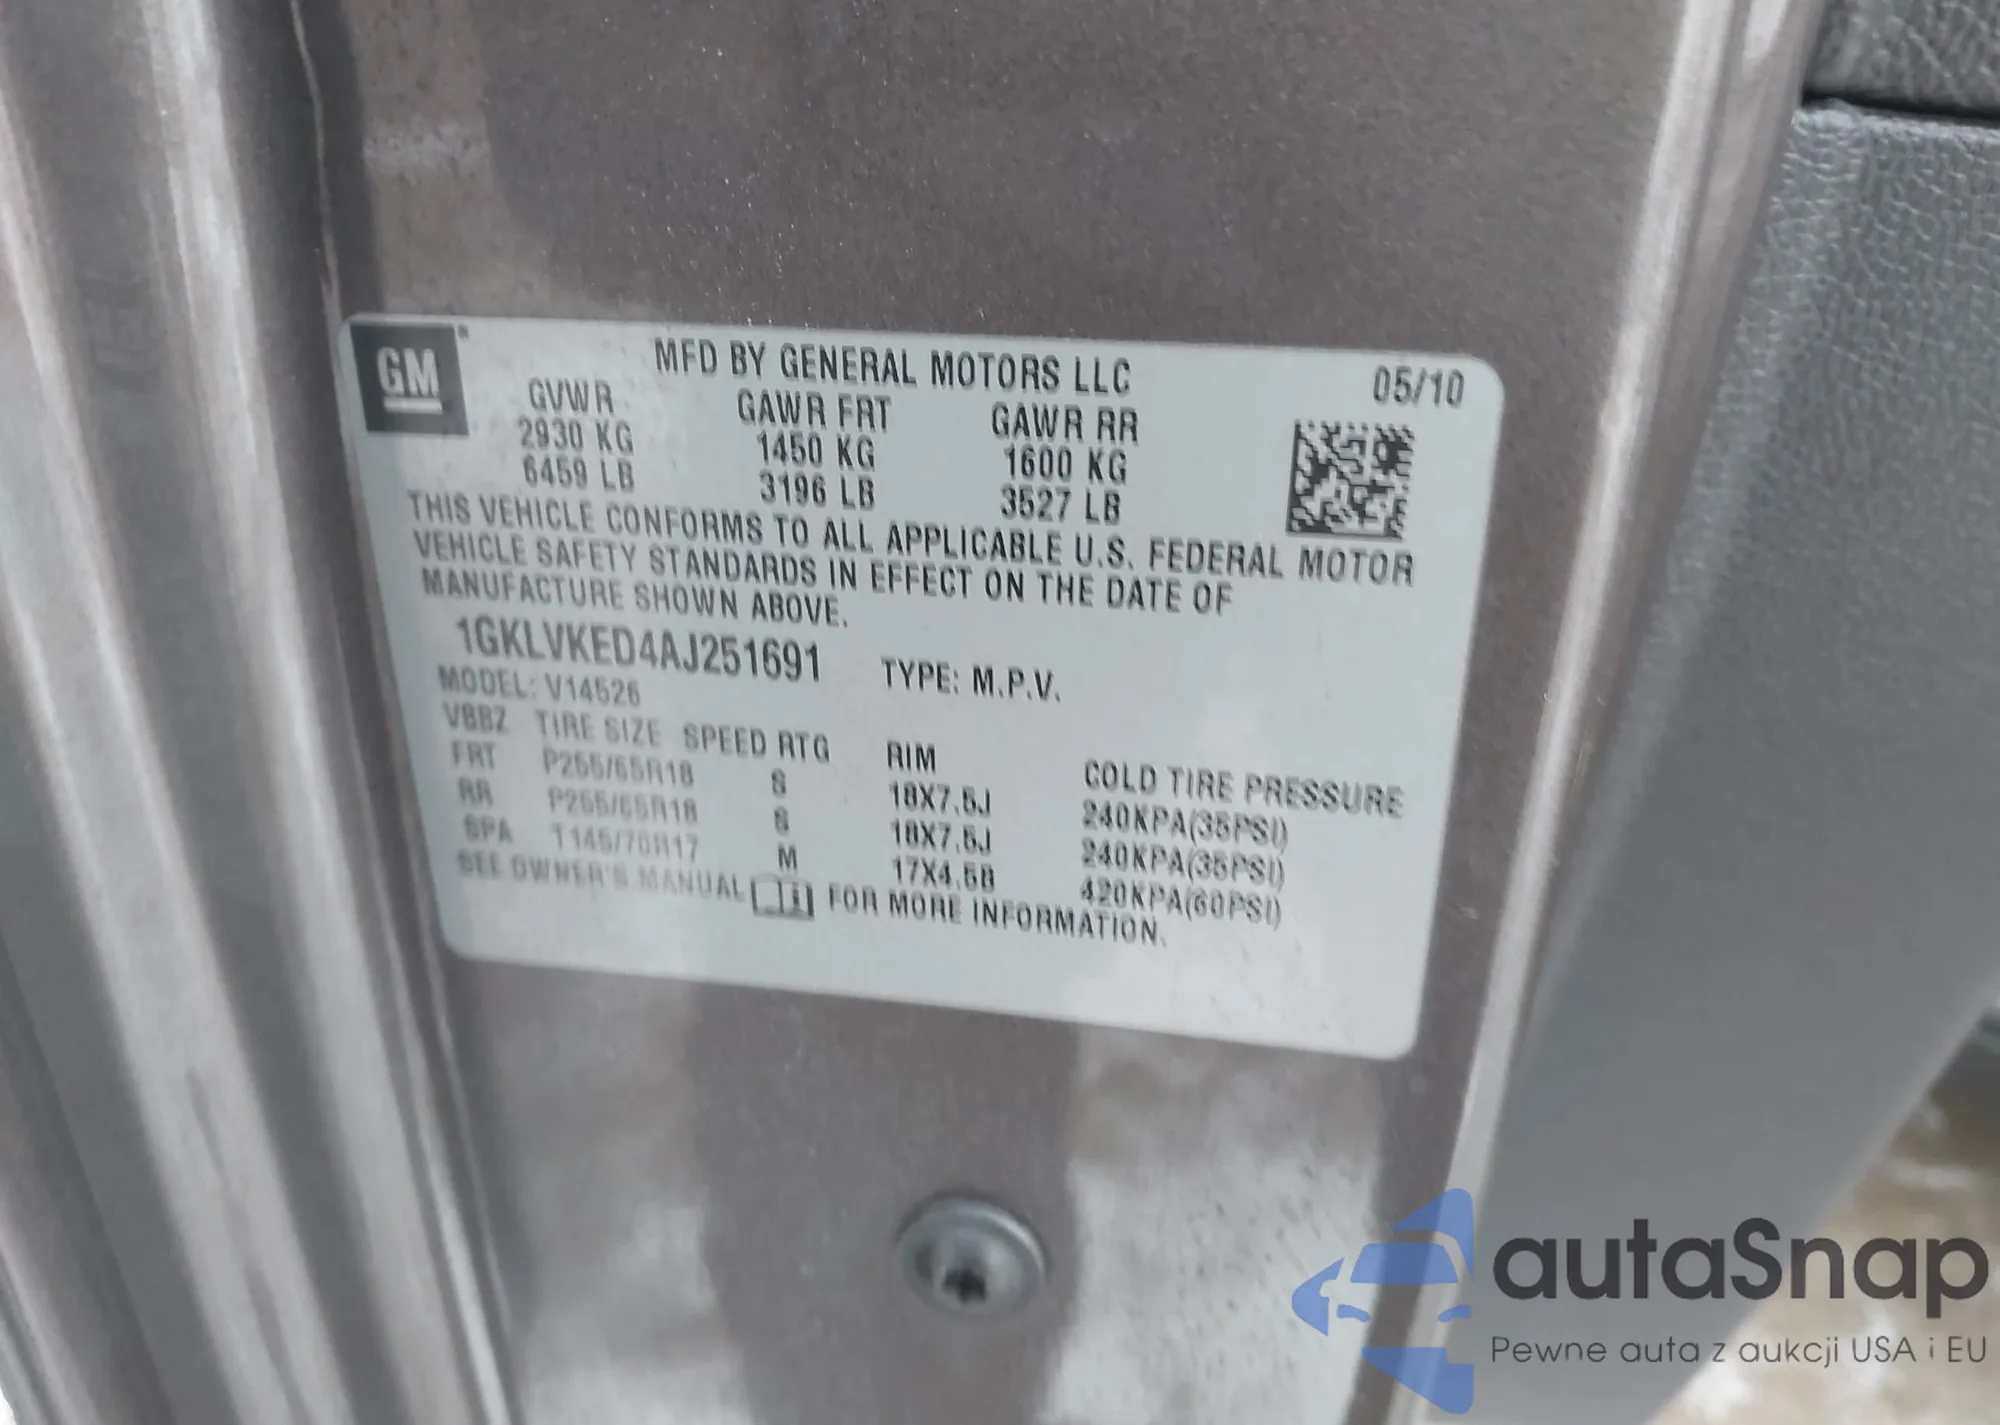 GM
MFD BY GENERAL MOTORS LLC 05/10
GVWR GAWR FRT GAWR RR
2930 KG 1450 KG 1600 KG
6459 LB 3196 LB 3527 LB
THIS VEHICLE CONFORMS TO ALL APPLICABLE U.S. FEDERAL MOTOR
VEHICLE SAFETY STANDARDS IN EFFECT ON THE DATE OF
MANUFACTURE SHOWN ABOVE.
1GKLVKED4AJ251691 TYPE: M.P.V.
MODEL: V14526
VBBZ TIRE SIZE SPEED RTG RIM COLD TIRE PRESSURE
FRT P255/65R18 S 18X7.5J 240KPA(35PSI)
RR P255/65R18 S 18X7.5J 240KPA(35PSI)
SPA T145/70R17 M 17X4.5B 420KPA(60PSI)
SEE OWNER'S MANUAL FOR MORE INFORMATION.
autaSnap
Pewne auta z aukcji USA i EU